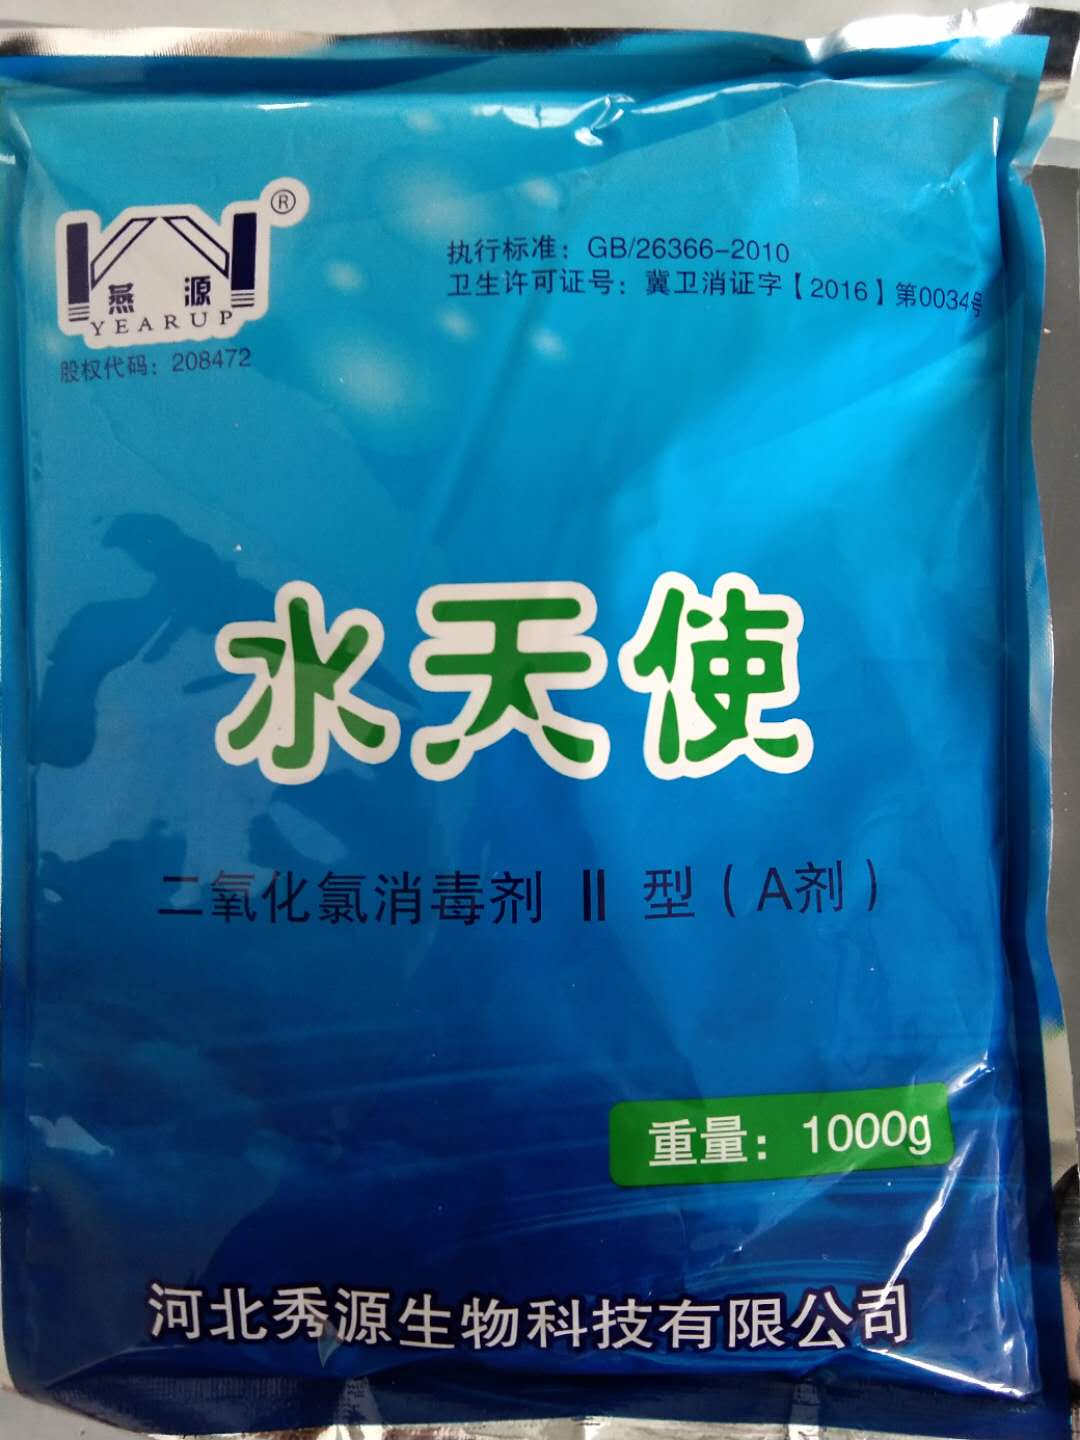 燕 源
YEARUP
®
股权代码：208472
执行标准：GB/26366-2010
卫生许可证号：冀卫消证字【2016】第0034号
水天使
二氧化氯消毒剂 II 型（A剂）
重量：1000g
河北秀源生物科技有限公司